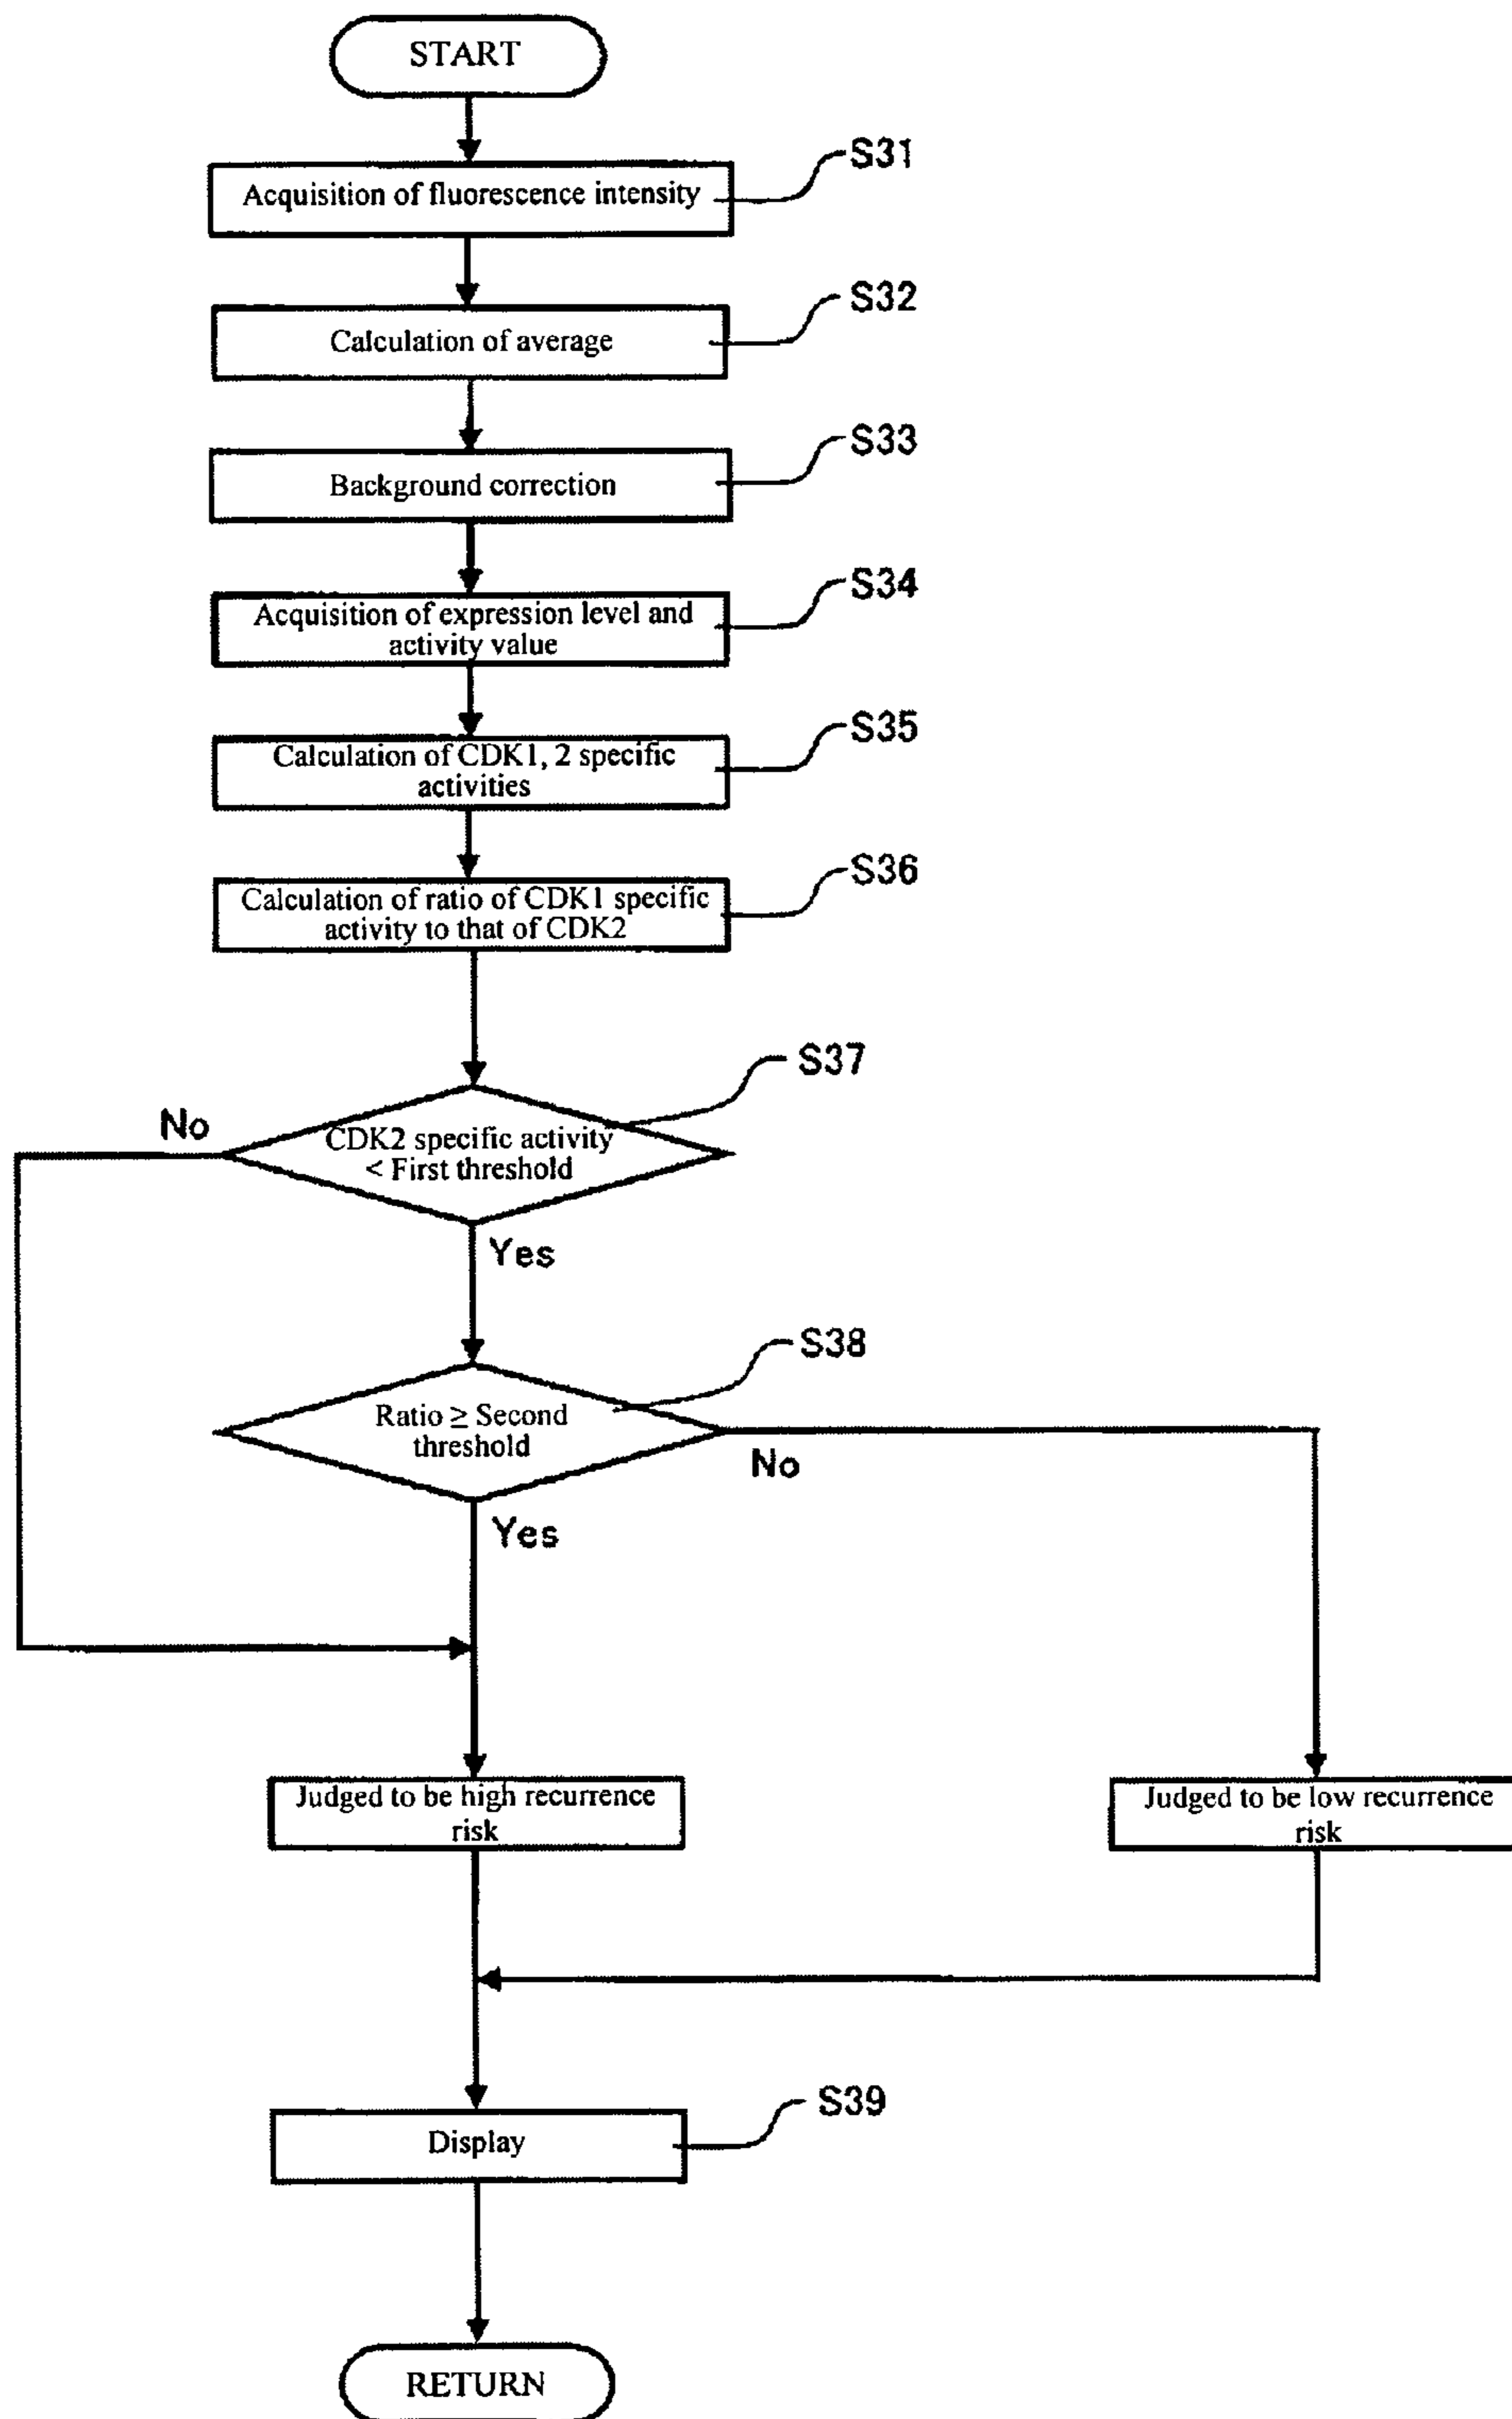 START
S31
Acquisition of fluorescence intensity
S32
Calculation of average
S33
Background correction
S34
Acquisition of expression level and
activity value
S35
Calculation of CDK1, 2 specific
activities
S36
Calculation of ratio of CDK1 specific
activity to that of CDK2
S37
No
CDK2 specific activity
< First threshold
Yes
S38
Ratio ≥ Second
threshold
No
Yes
Judged to be high recurrence
risk
Judged to be low recurrence
risk
S39
Display
RETURN